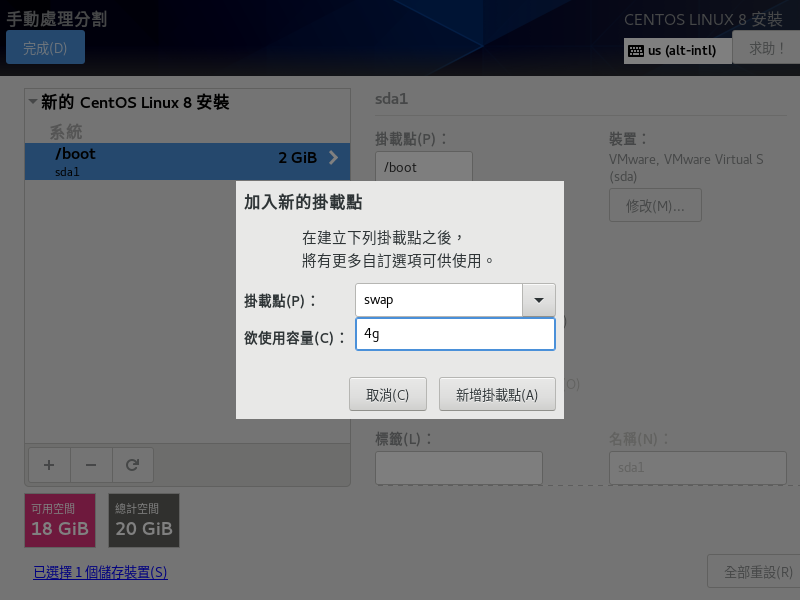 手動處理分割
CENTOS LINUX 8 安裝
完成(D)
us (alt-intl)
求助！
新的 CentOS Linux 8 安裝
系統
/boot
2 GiB
sda1
sda1
掛載點(P)：
/boot
裝置：
VMware, VMware Virtual S
(sda)
修改(M)...
加入新的掛載點
在建立下列掛載點之後，
將有更多自訂選項可供使用。
掛載點(P)：
swap
欲使用容量(C)：
4g
取消(C)
新增掛載點(A)
標籤(L)：
名稱(N)：
sda1
可用空間
18 GiB
總計空間
20 GiB
已選擇 1 個儲存裝置(S)
全部重設(R)